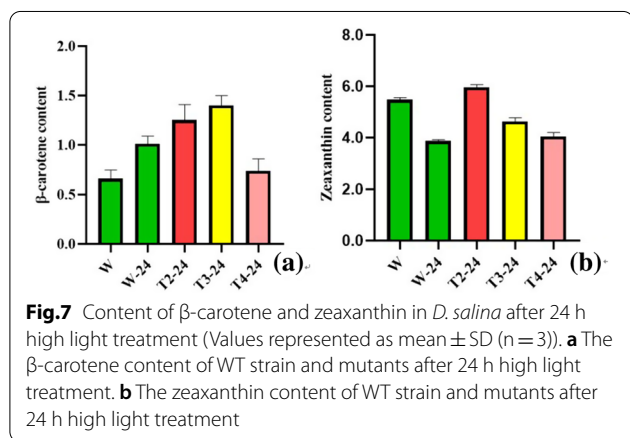 2.0
1.5
1.0
0.5
0.0
β-carotene content
W
W-24
T2-24
T3-24
T4-24
(a)
8.0
6.0
4.0
2.0
0.0
Zeaxanthin content
W
W-24
T2-24
T3-24
T4-24
(b)
Fig.7 Content of β-carotene and zeaxanthin in D. salina after 24 h
high light treatment (Values represented as mean ± SD (n = 3)). a The
β-carotene content of WT strain and mutants after 24 h high light
treatment. b The zeaxanthin content of WT strain and mutants after
24 h high light treatment